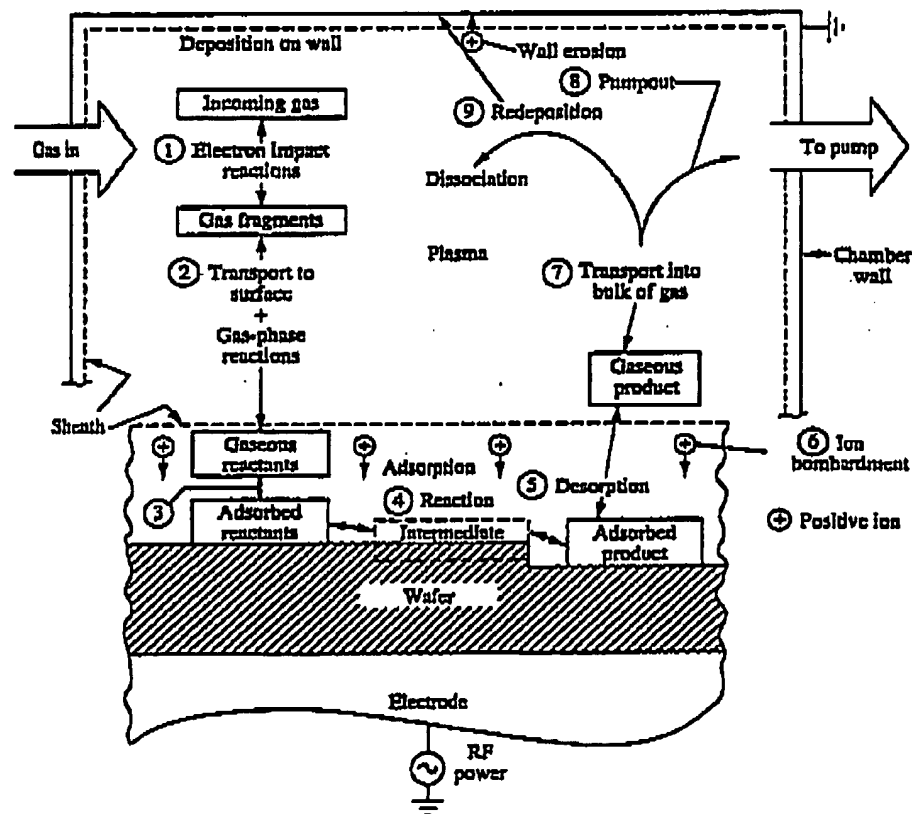 Deposition on wall
Wall erosion
8 Pumpout
Incoming gas
9 Redeposition
Gas in
1 Electron impact
reactions
To pump
Dissociation
Gas fragments
Plasma
2 Transport to
surface
+
Gas-phase
reactions
7 Transport into
bulk of gas
Chamber
wall
Gaseous
product
Sheath
Gaseous
reactants
Adsorption
6 Ion
bombardment
3
4 Reaction
5 Desorption
Adsorbed
reactants
Intermediate
Adsorbed
product
+ Positive ion
Wafer
Electrode
RF
power